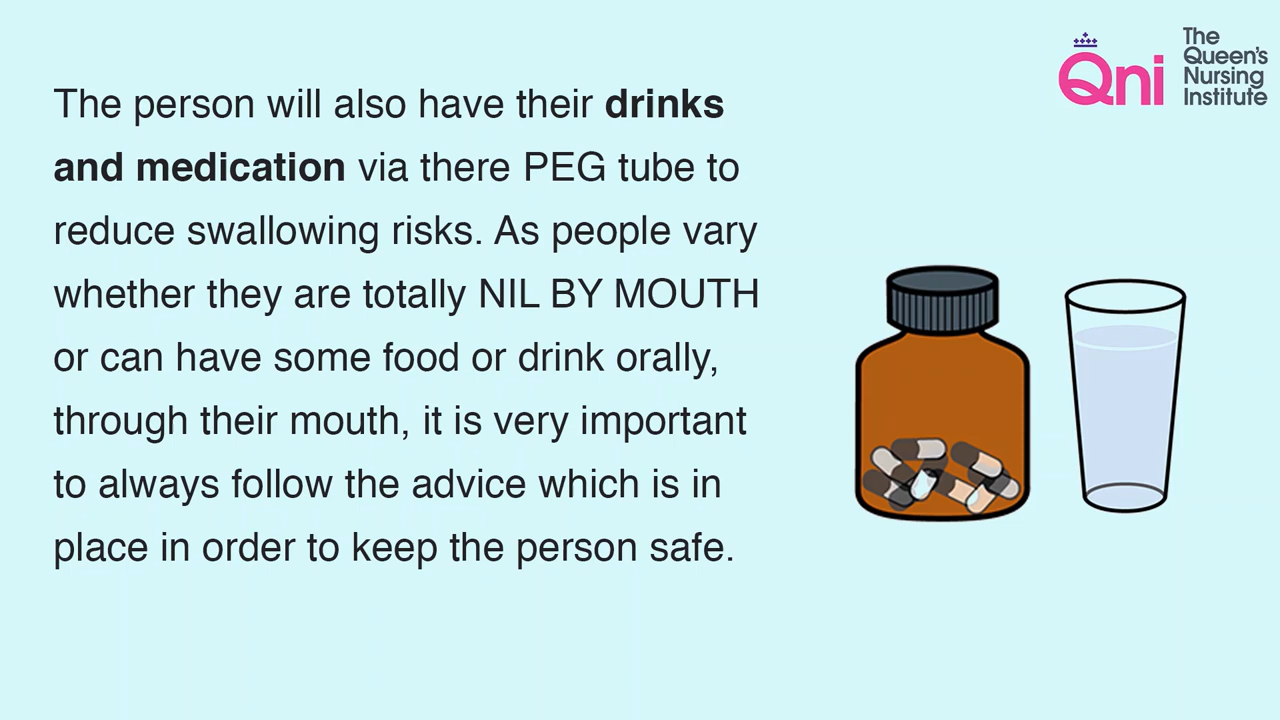 The person will also have their drinks
and medication via there PEG tube to
reduce swallowing risks. As people vary
whether they are totally NIL BY MOUTH
or can have some food or drink orally,
through their mouth, it is very important
to always follow the advice which is in
place in order to keep the person safe.
Qni
The
Queen's
Nursing
Institute